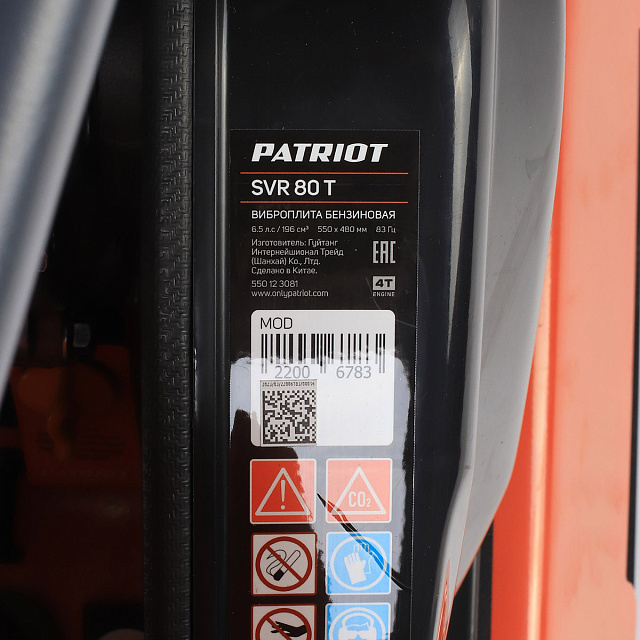 PATRIOT
SVR 80 T
ВИБРОПЛИТА БЕНЗИНОВАЯ
6.5 л.с / 196 см³ 550 x 480 мм 83 Гц
Изготовитель: Гуйтанг
Интернейшионал Трейд
(Шанхай) Ко., Лтд.
Сделано в Китае.
EAC
550 12 3081
www.onlypatriot.com
4T
ENGINE
MOD
2200 6783
CO₂